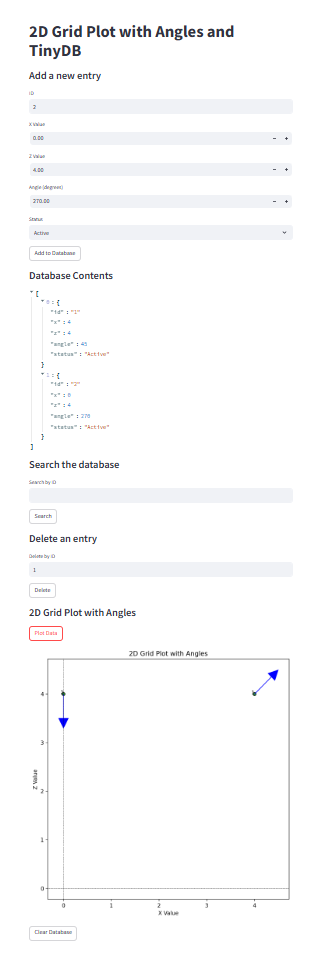 2D Grid Plot with Angles and
TinyDB
Add a new entry
ID
2
X Value
0.00 - +
Z Value
4.00 - +
Angle (degrees)
270.00 - +
Status
Active
Add to Database
Database Contents
[
0 : {
"id" : "1"
"x" : 4
"z" : 4
"angle" : 45
"status" : "Active"
}
1 : {
"id" : "2"
"x" : 0
"z" : 4
"angle" : 270
"status" : "Active"
}
]
Search the database
Search by ID
Search
Delete an entry
Delete by ID
1
Delete
2D Grid Plot with Angles
Plot Data
2D Grid Plot with Angles
4
3
2
1
0
Z Value
0 1 2 3 4
X Value
Clear Database